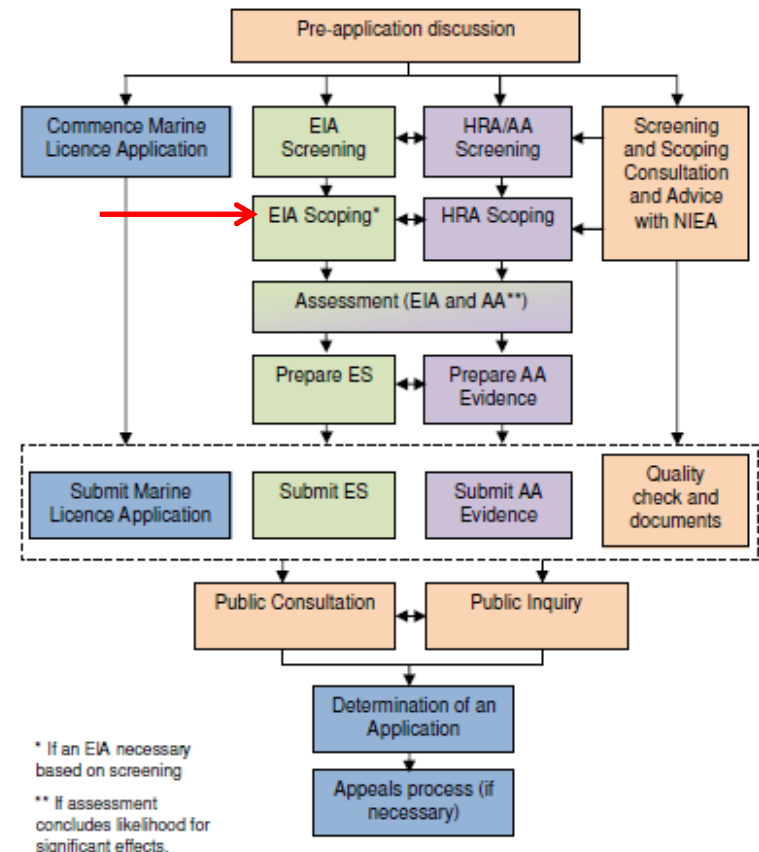 Pre-application discussion
Commence Marine
Licence Application
EIA
Screening
HRA/AA
Screening
Screening
and Scoping
Consultation
and Advice
with NIEA
EIA Scoping*
HRA Scoping
Assessment (EIA and AA**)
Prepare ES
Prepare AA
Evidence
Submit Marine
Licence Application
Submit ES
Submit AA
Evidence
Quality
check and
documents
Public Consultation
Public Inquiry
Determination of an
Application
Appeals process (if
necessary)
* If an EIA necessary
based on screening
** If assessment
concludes likelihood for
significant effects.